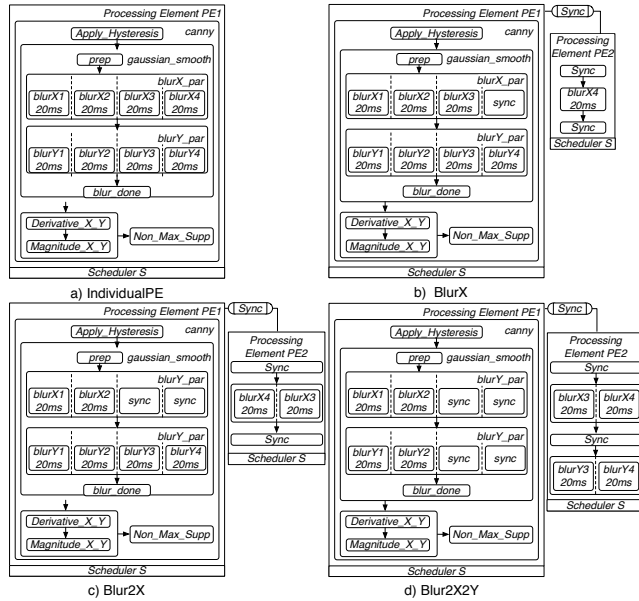 Processing Element PE1
canny
Apply_Hysteresis
prep
gaussian_smooth
blurX_par
blurX1 20ms
blurX2 20ms
blurX3 20ms
blurX4 20ms
blurY_par
blurY1 20ms
blurY2 20ms
blurY3 20ms
blurY4 20ms
blur_done
Derivative_X_Y
Magnitude_X_Y
Non_Max_Supp
Scheduler S
a) IndividualPE
Processing Element PE1
canny
Apply_Hysteresis
prep
gaussian_smooth
blurX_par
blurX1 20ms
blurX2 20ms
blurX3 20ms
sync
blurY_par
blurY1 20ms
blurY2 20ms
blurY3 20ms
blurY4 20ms
blur_done
Derivative_X_Y
Magnitude_X_Y
Non_Max_Supp
Scheduler S
Sync
Processing Element PE2
Sync
blurX4 20ms
Sync
Scheduler S
b) BlurX
Processing Element PE1
canny
Apply_Hysteresis
prep
gaussian_smooth
blurY_par
blurX1 20ms
blurX2 20ms
sync
sync
blurY_par
blurY1 20ms
blurY2 20ms
blurY3 20ms
blurY4 20ms
blur_done
Derivative_X_Y
Magnitude_X_Y
Non_Max_Supp
Scheduler S
Sync
Processing Element PE2
Sync
blurX4 20ms
blurX3 20ms
Sync
Scheduler S
c) Blur2X
Processing Element PE1
canny
Apply_Hysteresis
prep
gaussian_smooth
blurY_par
blurX1 20ms
blurX2 20ms
sync
sync
blurY_par
blurY1 20ms
blurY2 20ms
sync
sync
blur_done
Derivative_X_Y
Magnitude_X_Y
Non_Max_Supp
Scheduler S
Sync
Processing Element PE2
Sync
blurX4 20ms
blurX3 20ms
Sync
blurY3 20ms
blurY4 20ms
Scheduler S
d) Blur2X2Y